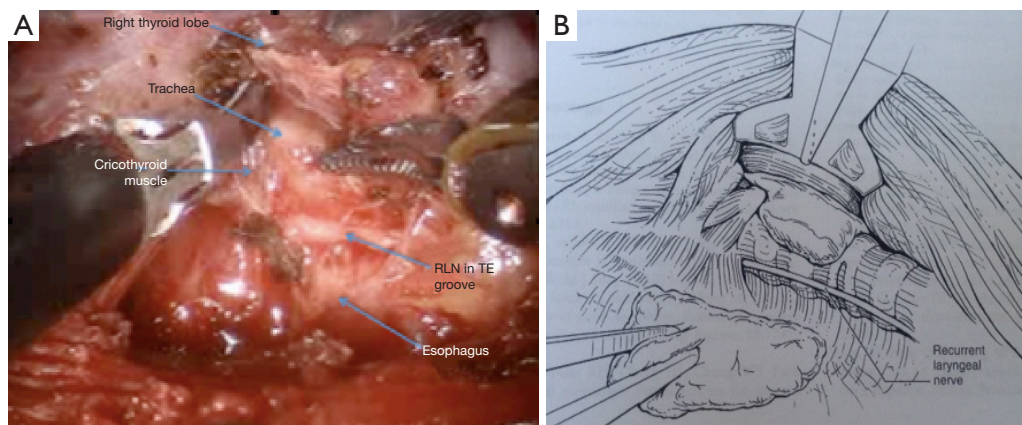 A
Right thyroid lobe
Trachea
Cricothyroid
muscle
RLN in TE
groove
Esophagus
B
Recurrent
laryngeal
nerve